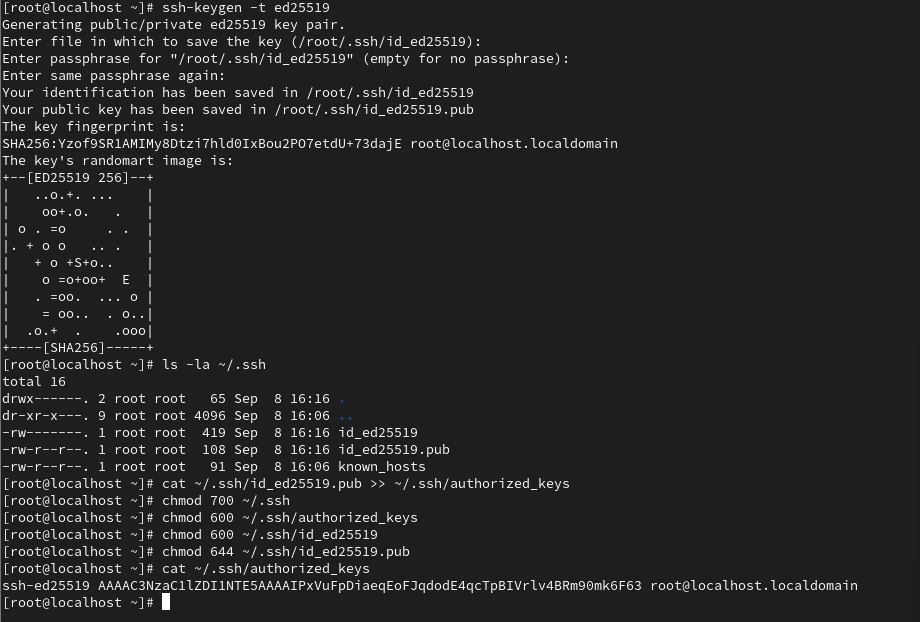 [root@localhost ~]# ssh-keygen -t ed25519
Generating public/private ed25519 key pair.
Enter file in which to save the key (/root/.ssh/id_ed25519):
Enter passphrase for "/root/.ssh/id_ed25519" (empty for no passphrase):
Enter same passphrase again:
Your identification has been saved in /root/.ssh/id_ed25519
Your public key has been saved in /root/.ssh/id_ed25519.pub
The key fingerprint is:
SHA256:Yzof9SR1AMIMy8Dtzi7hld0IxBou2PO7etdU+73dajE root@localhost.localdomain
The key's randomart image is:
+--[ED25519 256]--+
|   ..o.+. ...    |
|    oo+.o.   .   |
| o . =o     . .  |
|. + o o   .. .   |
|   + o +S+o..    |
|    o =o+oo+  E  |
|   . =oo.  ... o |
|    = oo..  . o..|
|  .o.+  .    .ooo|
+----[SHA256]-----+
[root@localhost ~]# ls -la ~/.ssh
total 16
drwx------. 2 root root   65 Sep  8 16:16 .
dr-xr-x---. 9 root root 4096 Sep  8 16:06 ..
-rw-------. 1 root root  419 Sep  8 16:16 id_ed25519
-rw-r--r--. 1 root root  108 Sep  8 16:16 id_ed25519.pub
-rw-r--r--. 1 root root   91 Sep  8 16:06 known_hosts
[root@localhost ~]# cat ~/.ssh/id_ed25519.pub >> ~/.ssh/authorized_keys
[root@localhost ~]# chmod 700 ~/.ssh
[root@localhost ~]# chmod 600 ~/.ssh/authorized_keys
[root@localhost ~]# chmod 600 ~/.ssh/id_ed25519
[root@localhost ~]# chmod 644 ~/.ssh/id_ed25519.pub
[root@localhost ~]# cat ~/.ssh/authorized_keys
ssh-ed25519 AAAAC3NzaC1lZDI1NTE5AAAAIPxVuFpDiaeqEoFJqdodE4qcTpBIVrlv4BRm90mk6F63 root@localhost.localdomain
[root@localhost ~]#